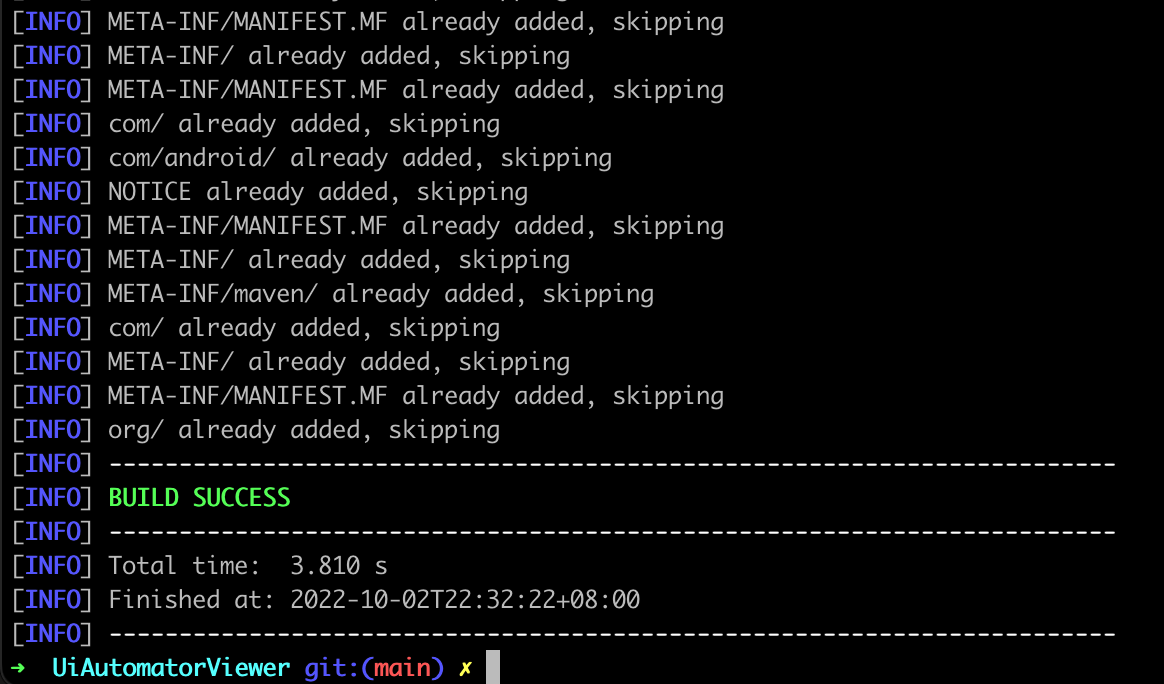 [INFO] META-INF/MANIFEST.MF already added, skipping
[INFO] META-INF/ already added, skipping
[INFO] META-INF/MANIFEST.MF already added, skipping
[INFO] com/ already added, skipping
[INFO] com/android/ already added, skipping
[INFO] NOTICE already added, skipping
[INFO] META-INF/MANIFEST.MF already added, skipping
[INFO] META-INF/ already added, skipping
[INFO] META-INF/maven/ already added, skipping
[INFO] com/ already added, skipping
[INFO] META-INF/ already added, skipping
[INFO] META-INF/MANIFEST.MF already added, skipping
[INFO] org/ already added, skipping
[INFO] ------------------------------------------------------------------------
[INFO] BUILD SUCCESS
[INFO] ------------------------------------------------------------------------
[INFO] Total time:  3.810 s
[INFO] Finished at: 2022-10-02T22:32:22+08:00
[INFO] ------------------------------------------------------------------------
➜  UiAutomatorViewer git:(main) ✗